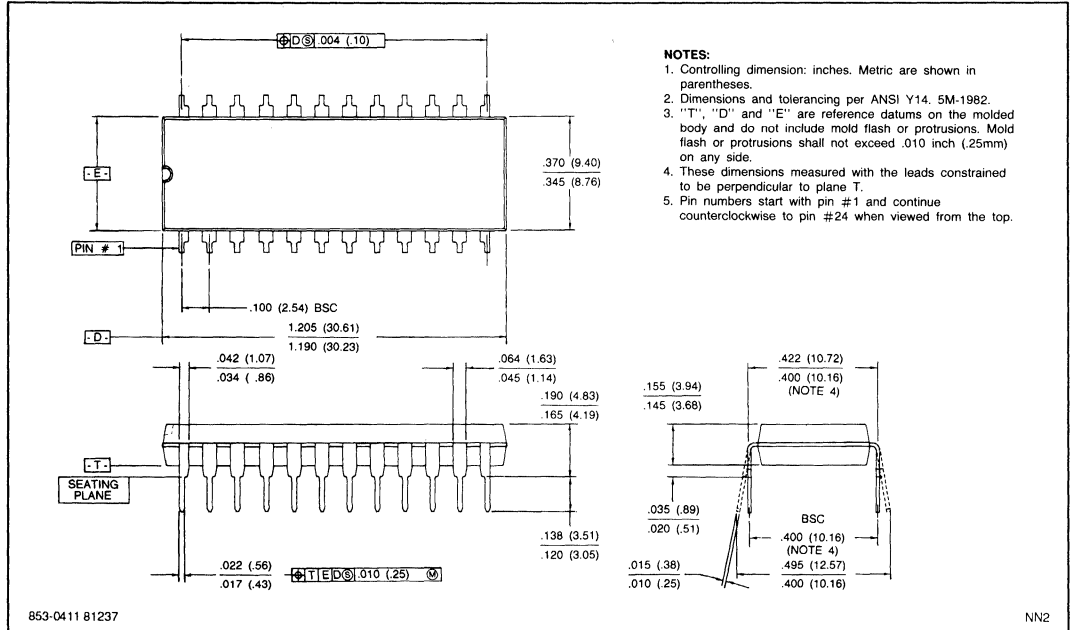 ⌖ D Ⓢ .004 (.10)
NOTES:
1. Controlling dimension: inches. Metric are shown in
parentheses.
2. Dimensions and tolerancing per ANSI Y14. 5M-1982.
3. "T", "D" and "E" are reference datums on the molded
body and do not include mold flash or protrusions. Mold
flash or protrusions shall not exceed .010 inch (.25mm)
on any side.
4. These dimensions measured with the leads constrained
to be perpendicular to plane T.
5. Pin numbers start with pin #1 and continue
counterclockwise to pin #24 when viewed from the top.
- E -
.370 (9.40)
.345 (8.76)
PIN # 1
.100 (2.54) BSC
- D -
1.205 (30.61)
1.190 (30.23)
.042 (1.07)
.034 ( .86)
.064 (1.63)
.045 (1.14)
.190 (4.83)
.165 (4.19)
- T -
SEATING
PLANE
.138 (3.51)
.120 (3.05)
.022 (.56)
.017 (.43)
⌖ T E D Ⓢ .010 (.25) Ⓜ
.422 (10.72)
.400 (10.16)
(NOTE 4)
.155 (3.94)
.145 (3.68)
.035 (.89)
.020 (.51)
BSC
.400 (10.16)
(NOTE 4)
.015 (.38)
.010 (.25)
.495 (12.57)
.400 (10.16)
853-0411 81237
NN2